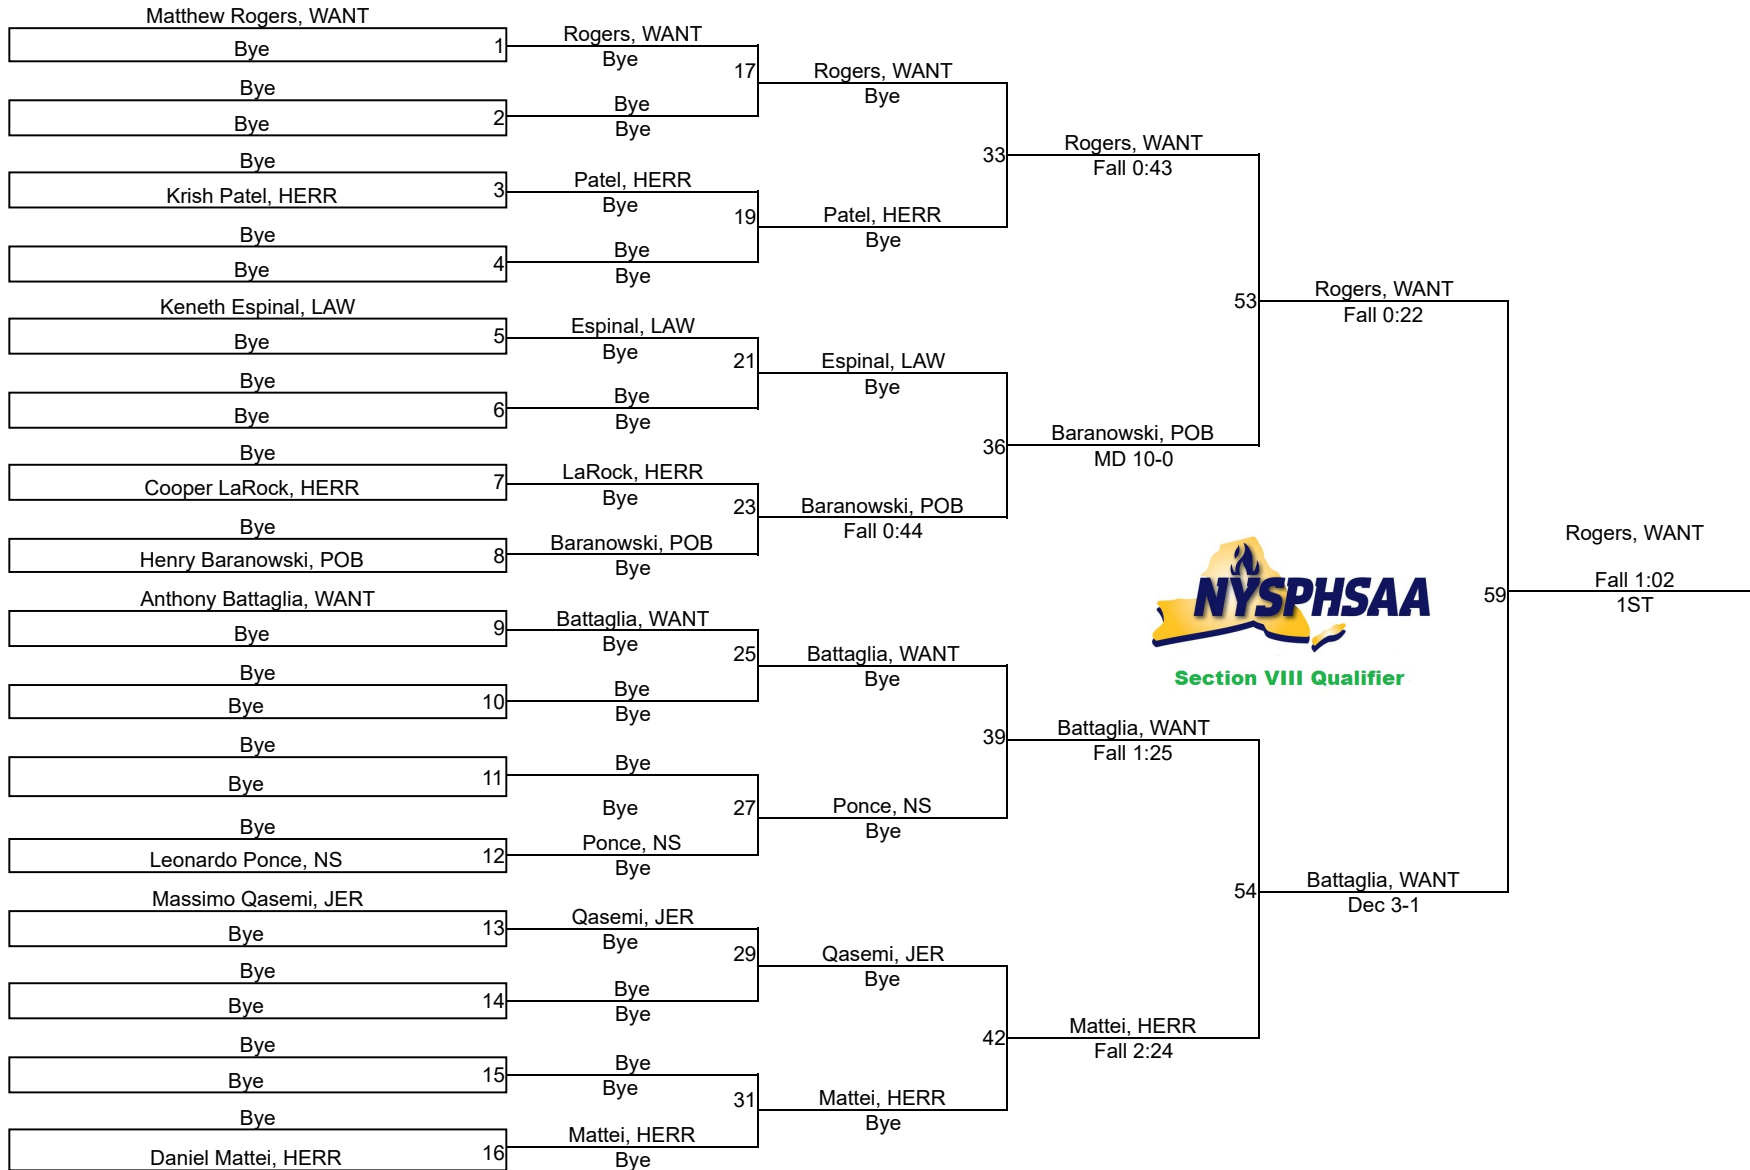 Matthew Rogers, WANT
Bye
1
Bye
Bye
2
Bye
Krish Patel, HERR
3
Bye
Bye
4
Keneth Espinal, LAW
Bye
5
Bye
Bye
6
Bye
Cooper LaRock, HERR
7
Bye
Henry Baranowski, POB
8
Anthony Battaglia, WANT
Bye
9
Bye
Bye
10
Bye
Bye
11
Bye
Leonardo Ponce, NS
12
Massimo Qasemi, JER
Bye
13
Bye
Bye
14
Bye
Bye
15
Bye
Daniel Mattei, HERR
16
Rogers, WANT
Bye
17
Bye
Bye
Patel, HERR
Bye
19
Bye
Bye
Espinal, LAW
Bye
21
Bye
Bye
LaRock, HERR
Bye
23
Baranowski, POB
Bye
Battaglia, WANT
Bye
25
Bye
Bye
Bye
Bye
27
Ponce, NS
Bye
Qasemi, JER
Bye
29
Bye
Bye
Bye
Bye
31
Mattei, HERR
Bye
Rogers, WANT
Bye
33
Patel, HERR
Bye
Espinal, LAW
Bye
36
Baranowski, POB
Fall 0:44
Battaglia, WANT
Bye
39
Ponce, NS
Bye
Qasemi, JER
Bye
42
Mattei, HERR
Bye
Rogers, WANT
Fall 0:43
53
Baranowski, POB
MD 10-0
Battaglia, WANT
Fall 1:25
54
Mattei, HERR
Fall 2:24
Rogers, WANT
Fall 0:22
59
Battaglia, WANT
Dec 3-1
NYSPHSAA
Section VIII Qualifier
Rogers, WANT
Fall 1:02
1ST